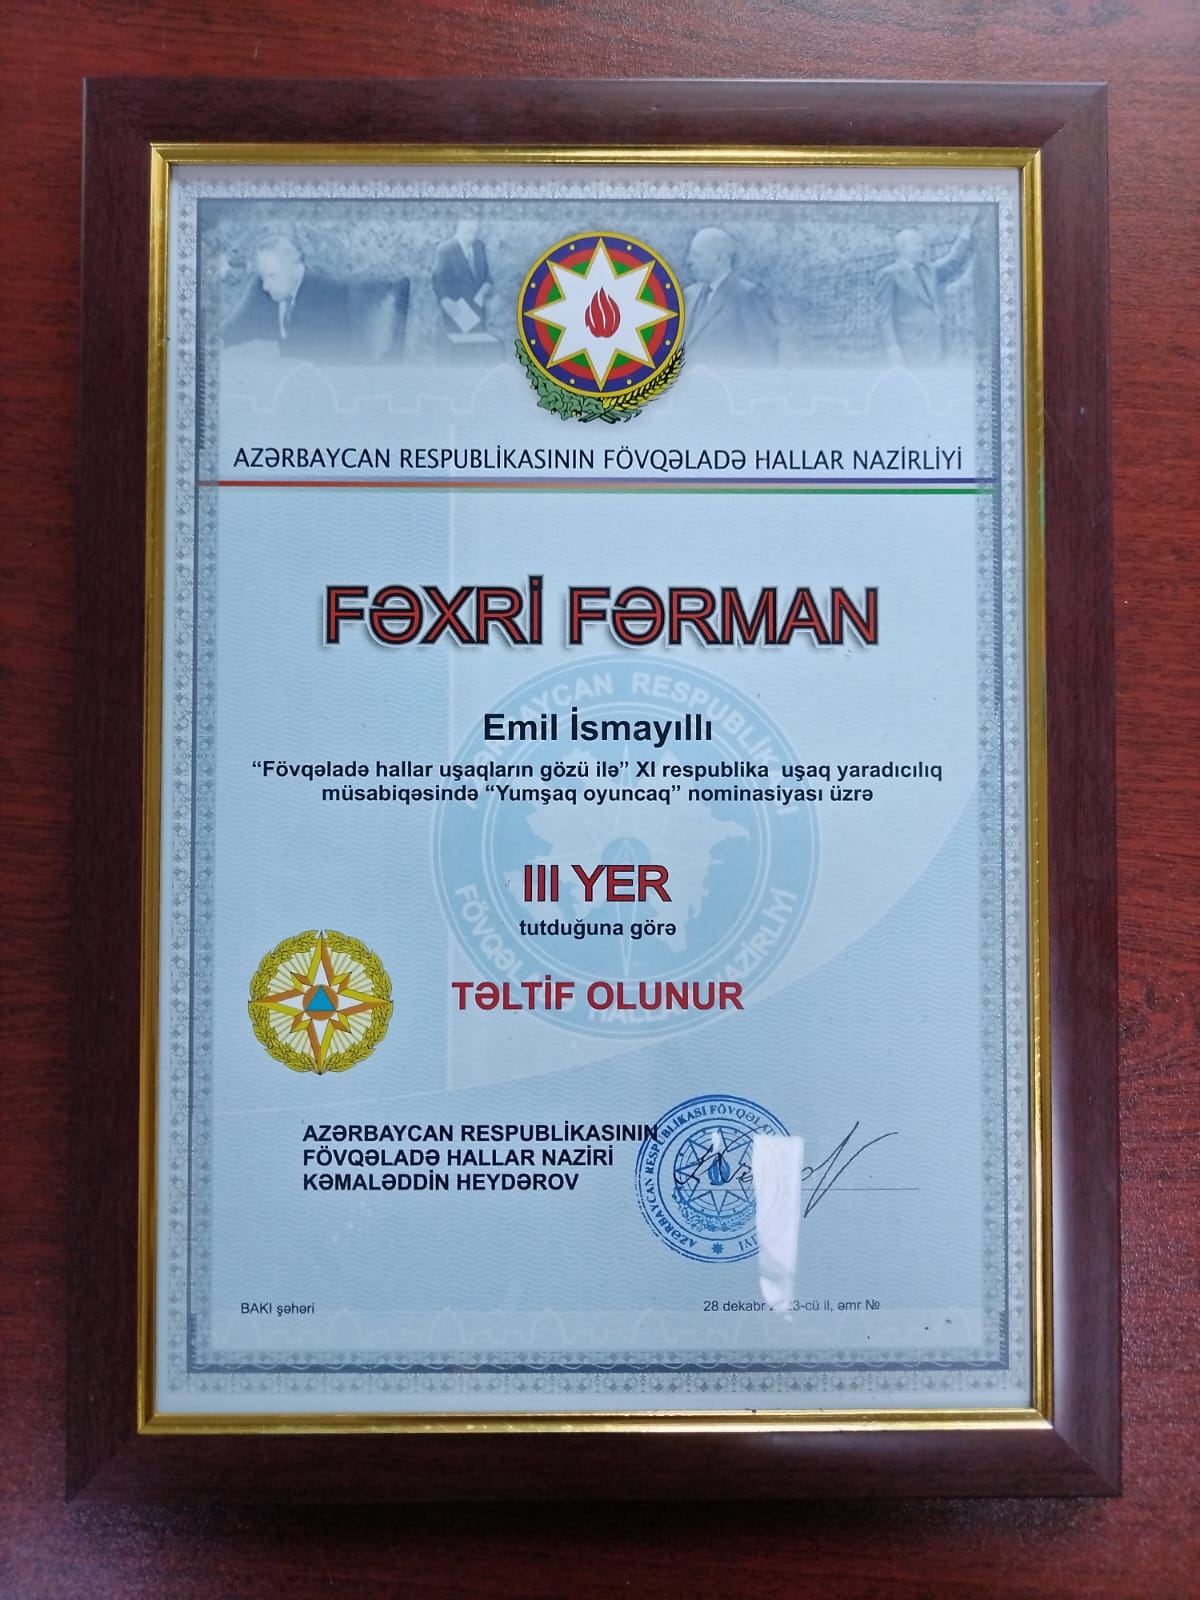 AZƏRBAYCAN RESPUBLİKASININ FÖVQƏLADƏ HALLAR NAZİRLİYİ
FƏXRİ FƏRMAN
Emil İsmayıllı
“Fövqəladə hallar uşaqların gözü ilə” XI respublika uşaq yaradıcılıq
müsabiqəsində “Yumşaq oyuncaq” nominasiyası üzrə
III YER
tutduğuna görə
TƏLTİF OLUNUR
AZƏRBAYCAN RESPUBLİKASININ
FÖVQƏLADƏ HALLAR NAZİRİ
KƏMALƏDDİN HEYDƏROV
BAKI şəhəri
28 dekabr 23-cü il, əmr №